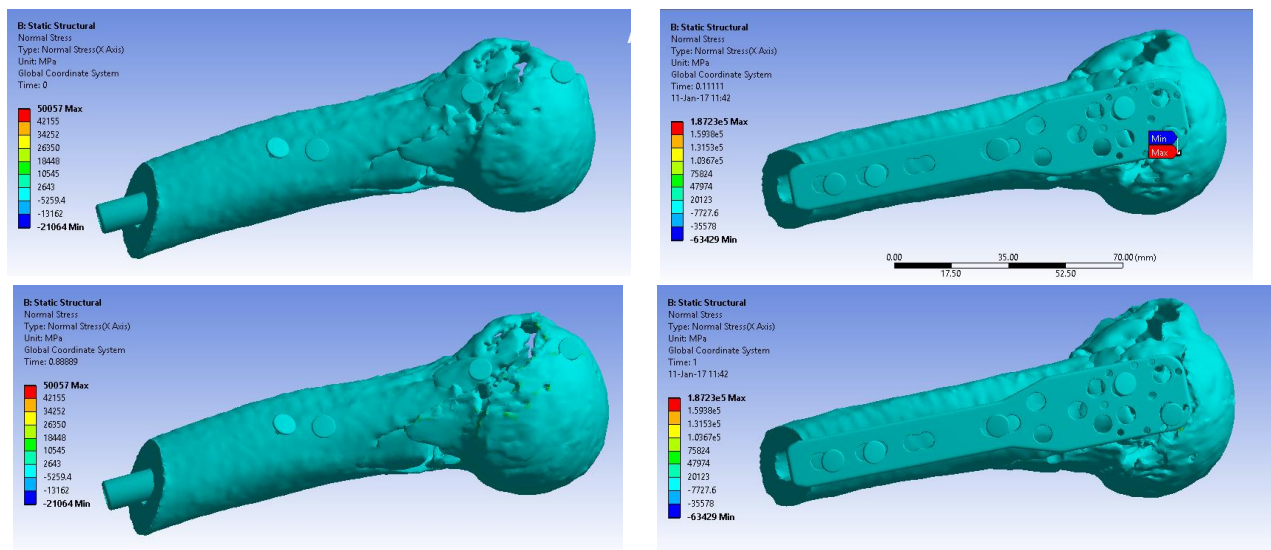 B: Static Structural
Normal Stress
Type: Normal Stress(X Axis)
Unit: MPa
Global Coordinate System
Time: 0
50057 Max
42155
34252
26350
18448
10545
2643
-5259.4
-13162
-21064 Min
B: Static Structural
Normal Stress
Type: Normal Stress(X Axis)
Unit: MPa
Global Coordinate System
Time: 0.11111
11-Jan-17 11:42
1.8723e5 Max
1.5938e5
1.3153e5
1.0367e5
75824
47974
20123
-7727.6
-35578
-63429 Min
Min
Max
0.00
35.00
70.00 (mm)
17.50
52.50
B: Static Structural
Normal Stress
Type: Normal Stress(X Axis)
Unit: MPa
Global Coordinate System
Time: 0.88889
50057 Max
42155
34252
26350
18448
10545
2643
-5259.4
-13162
-21064 Min
B: Static Structural
Normal Stress
Type: Normal Stress(X Axis)
Unit: MPa
Global Coordinate System
Time: 1
11-Jan-17 11:42
1.8723e5 Max
1.5938e5
1.3153e5
1.0367e5
75824
47974
20123
-7727.6
-35578
-63429 Min